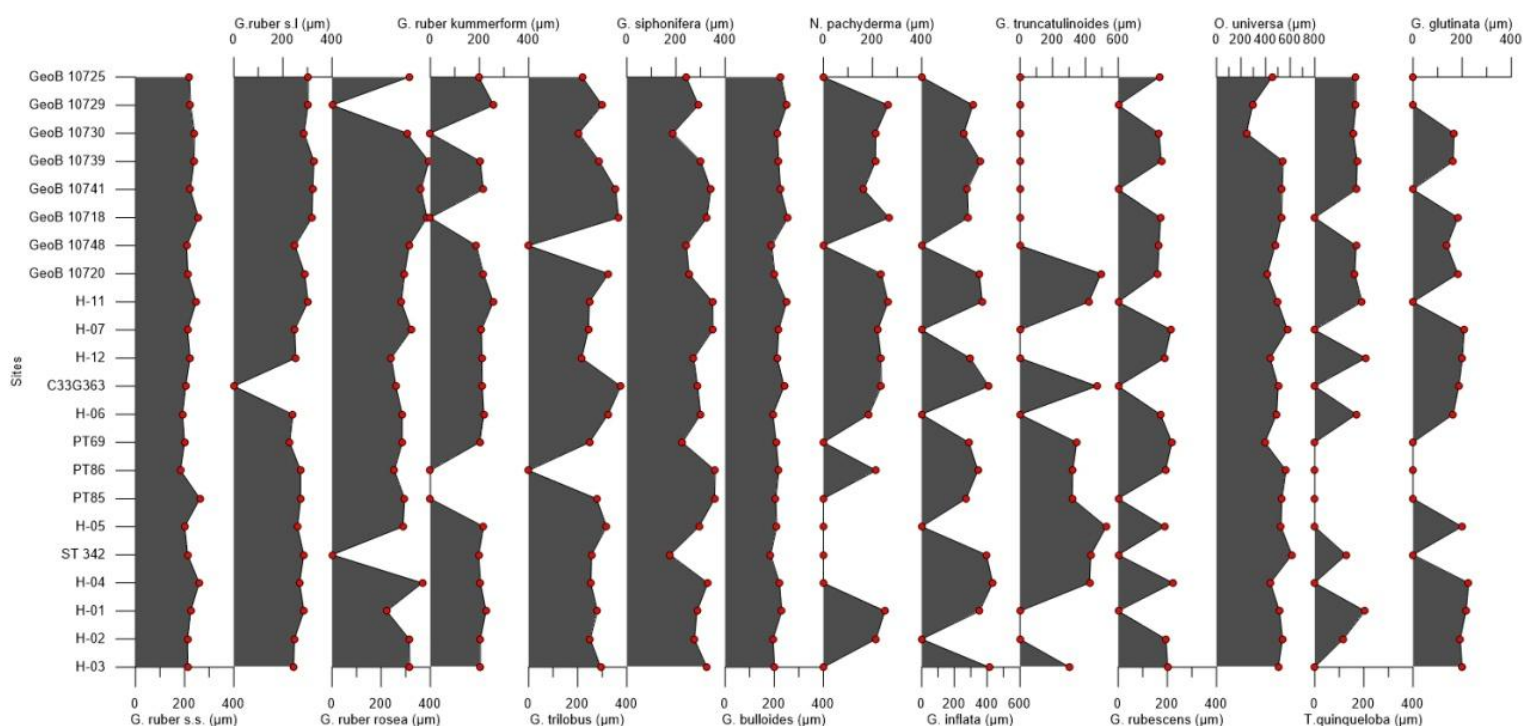 G.ruber s.l (µm) G. ruber kummerform (µm) G. siphonifera (µm) N. pachyderma (µm) G. truncatulinoides (µm) O. universa (µm) G. glutinata (µm)
0 200 400 0 200 400 0 200 400 0 200 400 0 200 400 600 0 200 400 600 800 0 200 400
GeoB 10725
GeoB 10729
GeoB 10730
GeoB 10739
GeoB 10741
GeoB 10718
GeoB 10748
GeoB 10720
H-11
H-07
H-12
C33G363
H-06
PT69
PT86
PT85
H-05
ST 342
H-04
H-01
H-02
H-03
Sites
0 200 400 0 200 400 0 200 400 0 200 400 0 200 400 600 0 200 400 0 200 400
G. ruber s.s. (µm) G. ruber rosea (µm) G. trilobus (µm) G. bulloides (µm) G. inflata (µm) G. rubescens (µm) T.quinqueloba (µm)